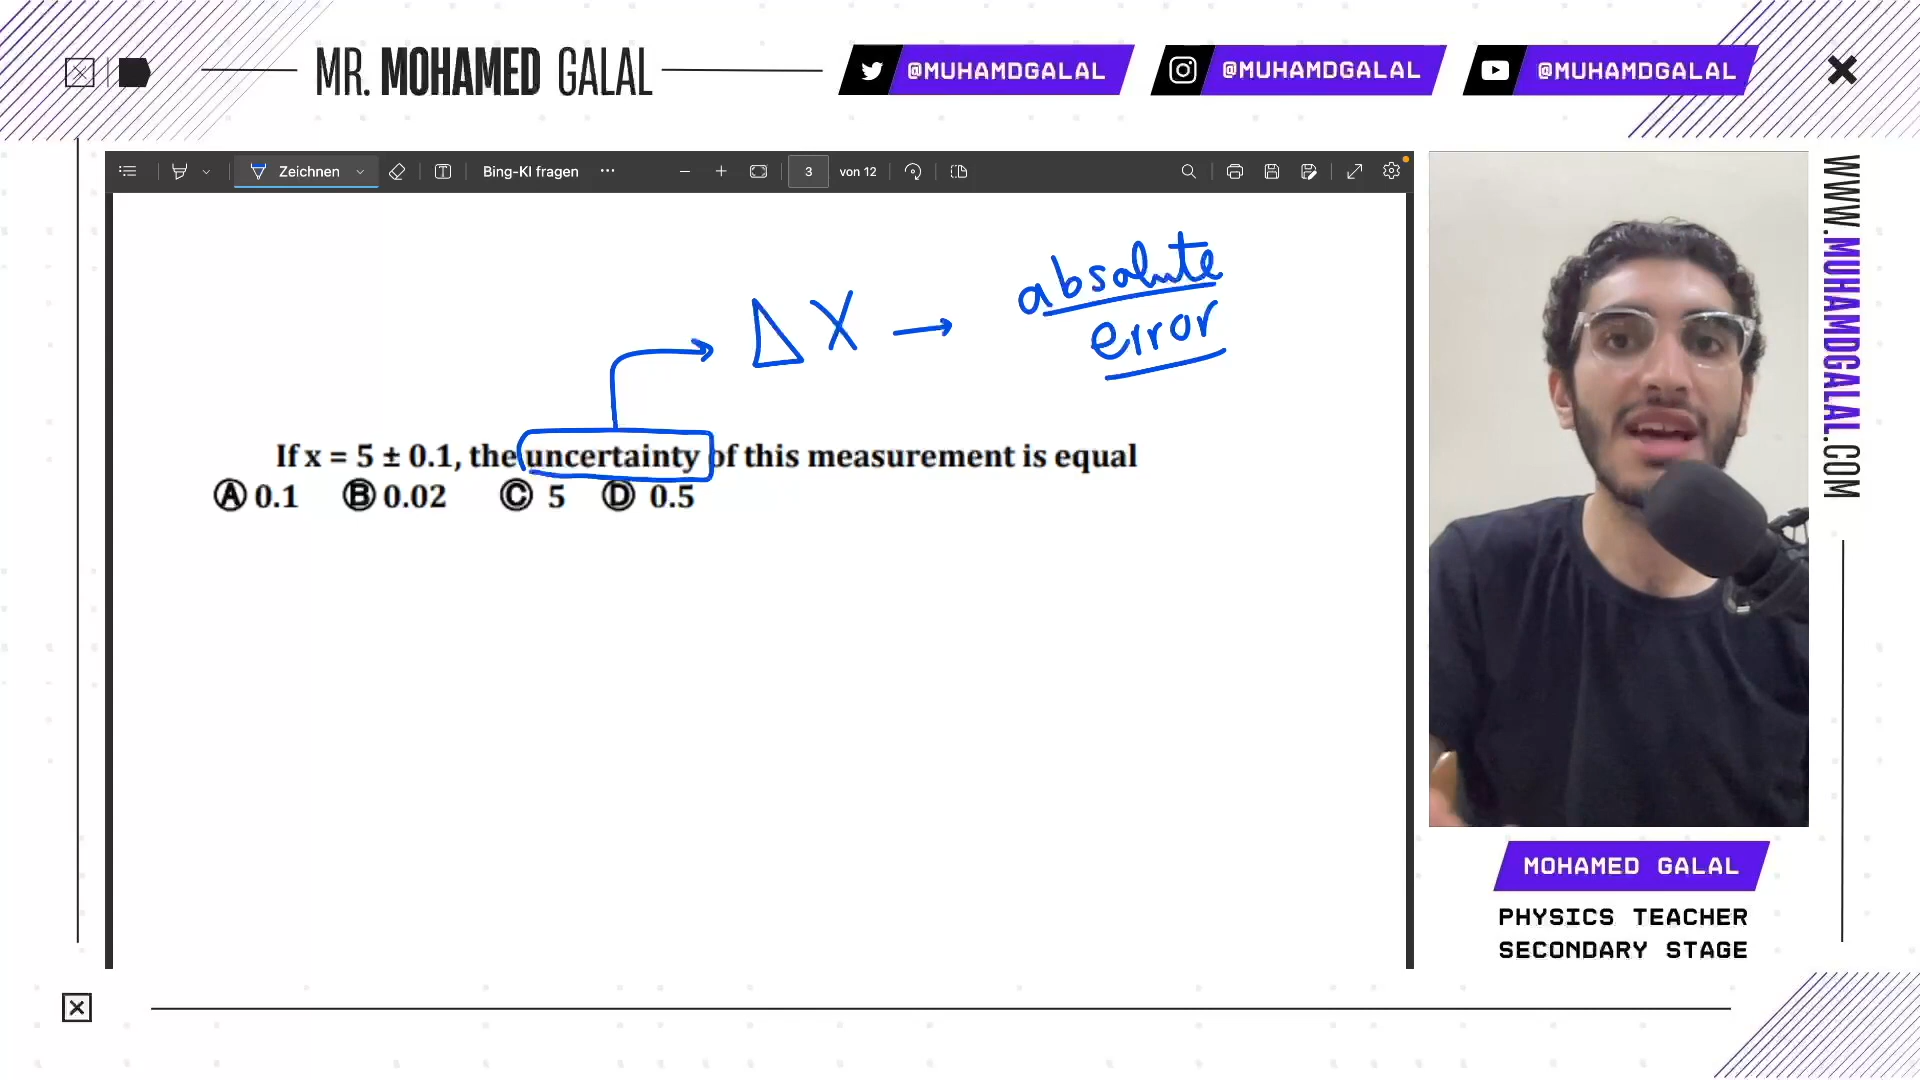 MR. MOHAMED GALAL
@MUHAMDGALAL
@MUHAMDGALAL
@MUHAMDGALAL
Zeichnen
Bing-KI fragen
3 von 12
absolute
ΔX → error
If x = 5 ± 0.1, the uncertainty of this measurement is equal
Ⓐ 0.1 Ⓑ 0.02 Ⓒ 5 Ⓓ 0.5
WWW.MUHAMDGALAL.COM
MOHAMED GALAL
PHYSICS TEACHER
SECONDARY STAGE